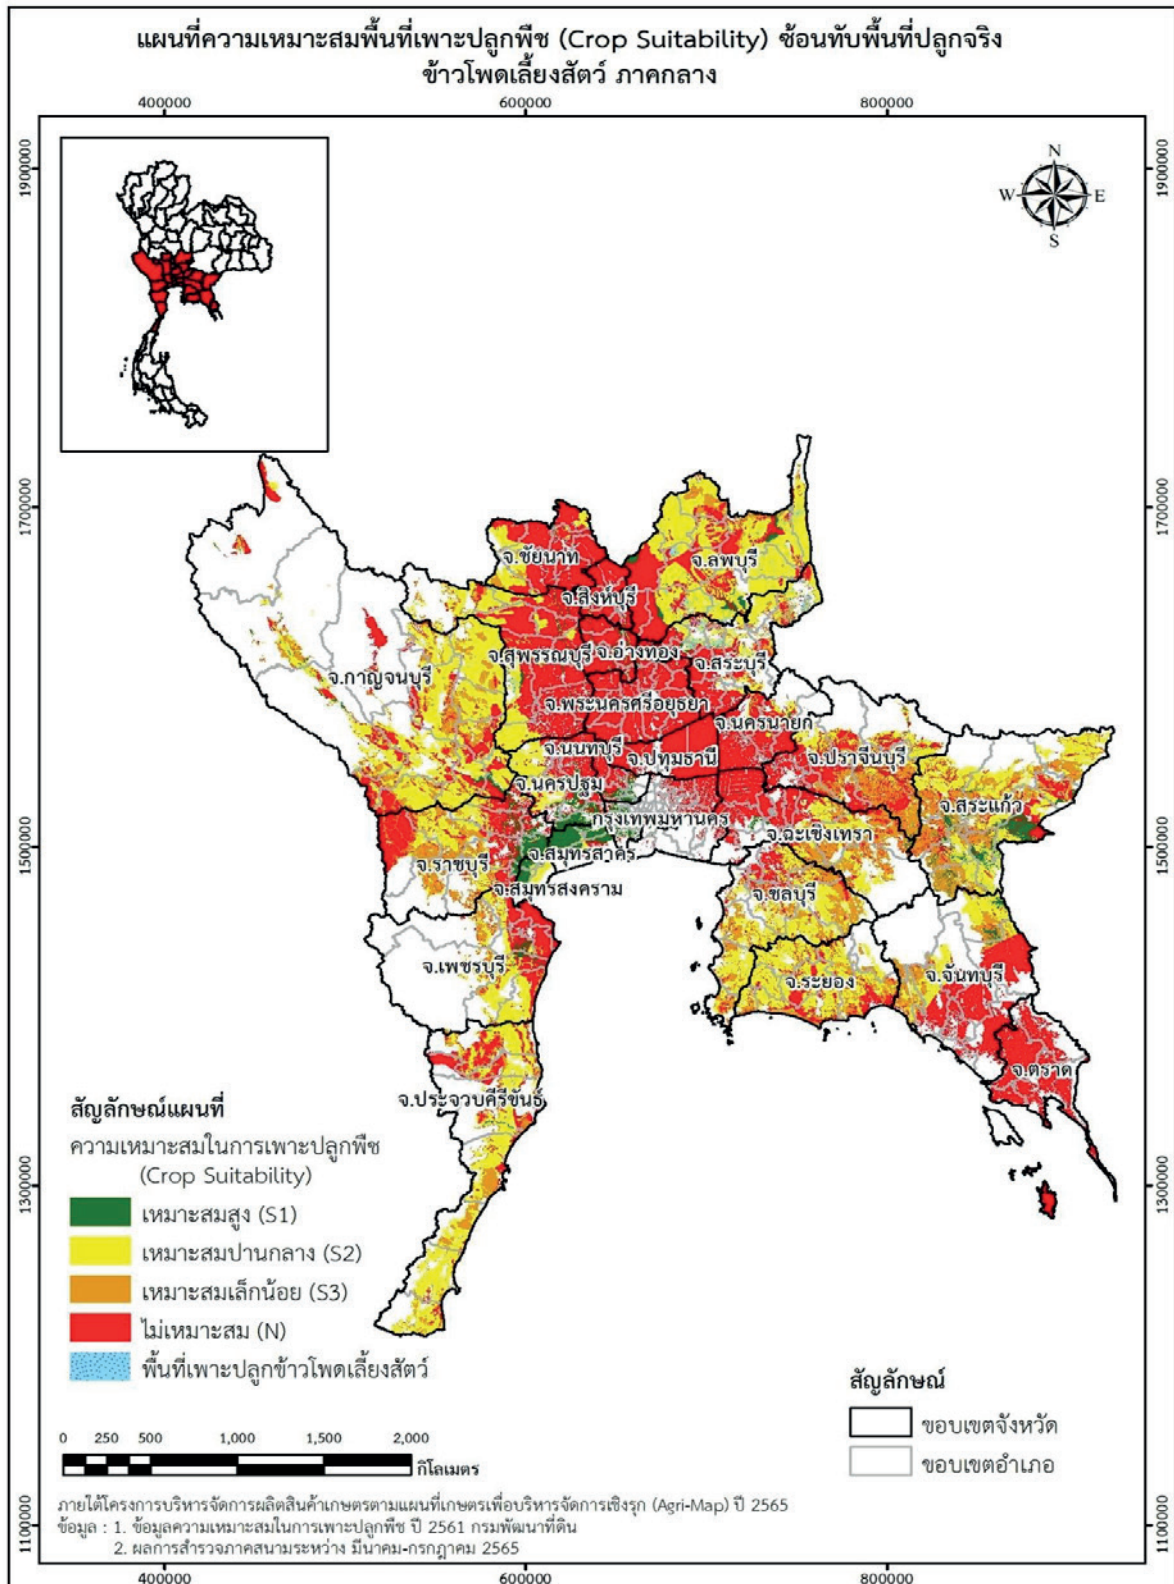 แผนที่ความเหมาะสมพื้นที่เพาะปลูกพืช (Crop Suitability) ซ้อนทับพื้นที่ปลูกจริง
ข้าวโพดเลี้ยงสัตว์ ภาคกลาง
400000 600000 800000
1900000 1900000
N
W E
S
1700000 1700000
จ.ชัยนาท
จ.ลพบุรี
จ.สิงห์บุรี
จ.สุพรรณบุรี จ.อ่างทอง จ.สระบุรี
จ.กาญจนบุรี
จ.พระนครศรีอยุธยา
จ.นครนายก
จ.นนทบุรี จ.ปทุมธานี จ.ปราจีนบุรี
จ.นครปฐม
จ.สระแก้ว
กรุงเทพมหานคร
จ.ฉะเชิงเทรา
1500000 1500000
จ.ราชบุรี จ.สมุทรสาคร
จ.สมุทรสงคราม
จ.ชลบุรี
จ.เพชรบุรี
จ.ระยอง จ.จันทบุรี
จ.ตราด
จ.ประจวบคีรีขันธ์
1300000 1300000
สัญลักษณ์แผนที่
ความเหมาะสมในการเพาะปลูกพืช
(Crop Suitability)
เหมาะสมสูง (S1)
เหมาะสมปานกลาง (S2)
เหมาะสมเล็กน้อย (S3)
ไม่เหมาะสม (N)
พื้นที่เพาะปลูกข้าวโพดเลี้ยงสัตว์
สัญลักษณ์
ขอบเขตจังหวัด
ขอบเขตอำเภอ
0 250 500 1,000 1,500 2,000
กิโลเมตร
ภายใต้โครงการบริหารจัดการผลิตสินค้าเกษตรตามแผนที่เกษตรเพื่อบริหารจัดการเชิงรุก (Agri-Map) ปี 2565
ข้อมูล : 1. ข้อมูลความเหมาะสมในการเพาะปลูกพืช ปี 2561 กรมพัฒนาที่ดิน
2. ผลการสำรวจภาคสนามระหว่าง มีนาคม-กรกฎาคม 2565
1100000 1100000
400000 600000 800000